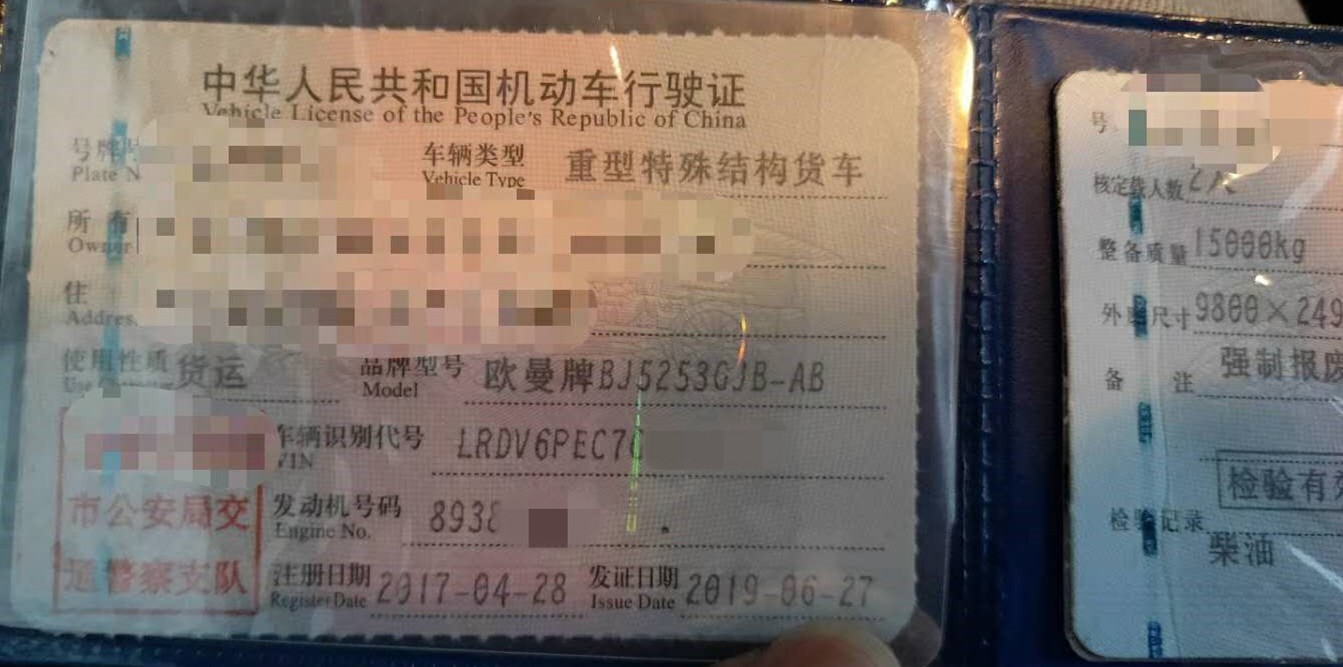 中华人民共和国机动车行驶证
Vehicle License of the People's Republic of China
号牌
Plate N
车辆类型 重型特殊结构货车
Vehicle Type
所有
Owner
住
Address
使用性质 货运
Use
品牌型号 欧曼牌BJ5253GJB-AB
Model
车辆识别代号 LRDV6PEC7
VIN
发动机号码 893
Engine No.
注册日期 2017-04-28 发证日期 2019-06-27
Register Date Issue Date
市公安局交
通警察支队
号
核定载人数 2人
整备质量 15000kg
外廓尺寸 9800×249
备 注 强制报废
检验有
检验记录
柴油